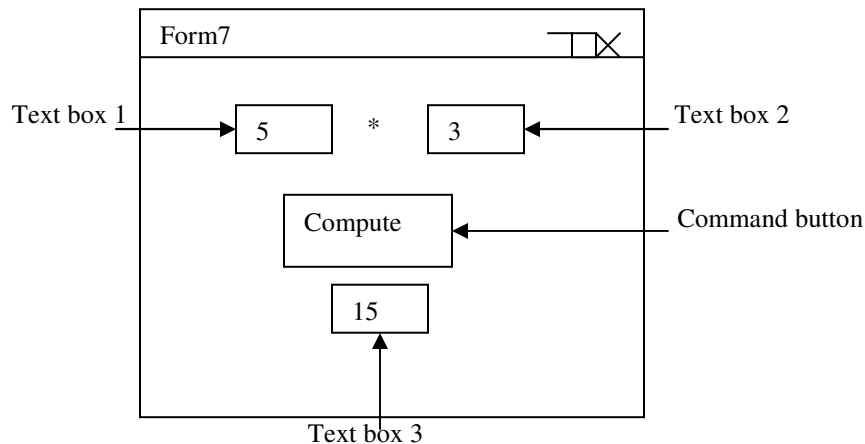 Form7
Text box 1
5 * 3
Text box 2
Compute
Command button
15
Text box 3